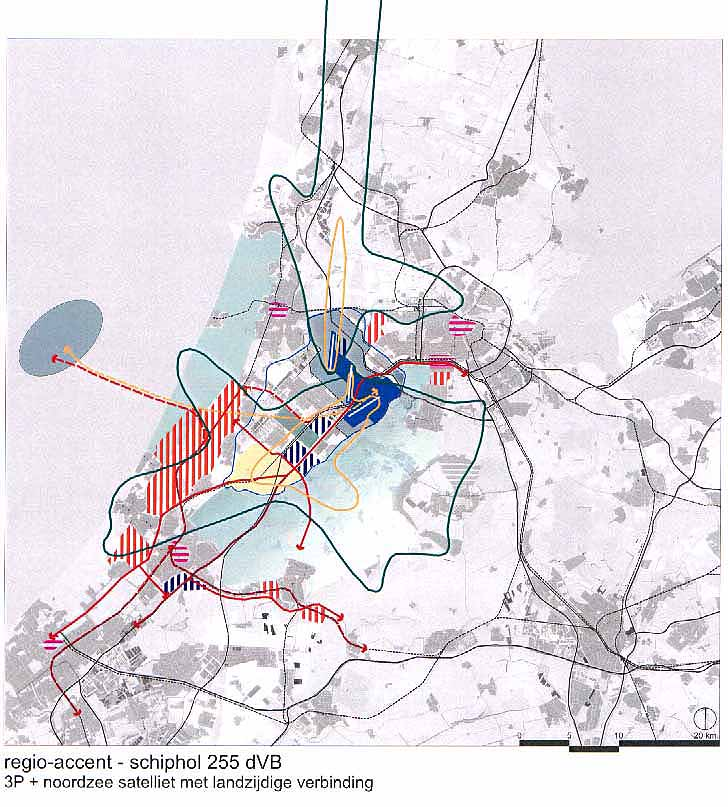 0 5 10 20 km
regio-accent - schiphol 255 dVB
3P + noordzee satelliet met landzijdige verbinding